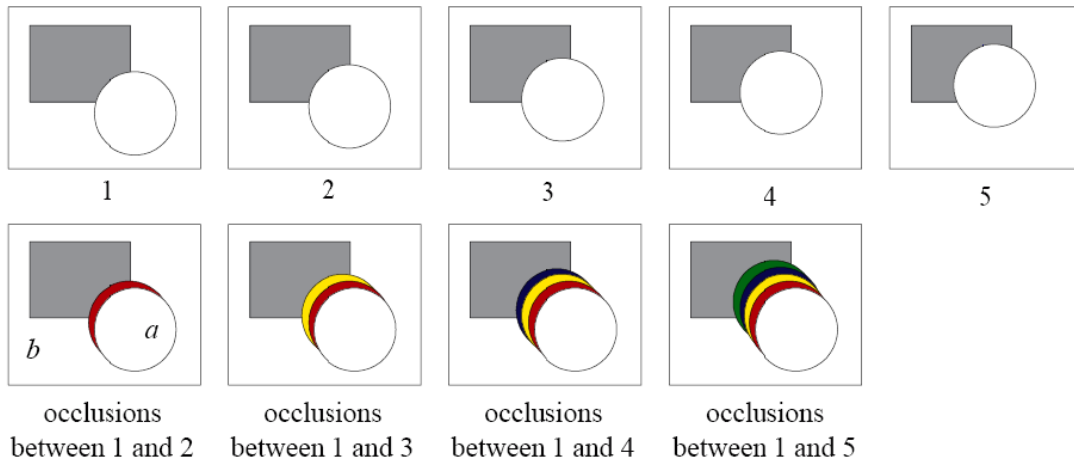 1
2
3
4
5
a
b
occlusions
between 1 and 2
occlusions
between 1 and 3
occlusions
between 1 and 4
occlusions
between 1 and 5